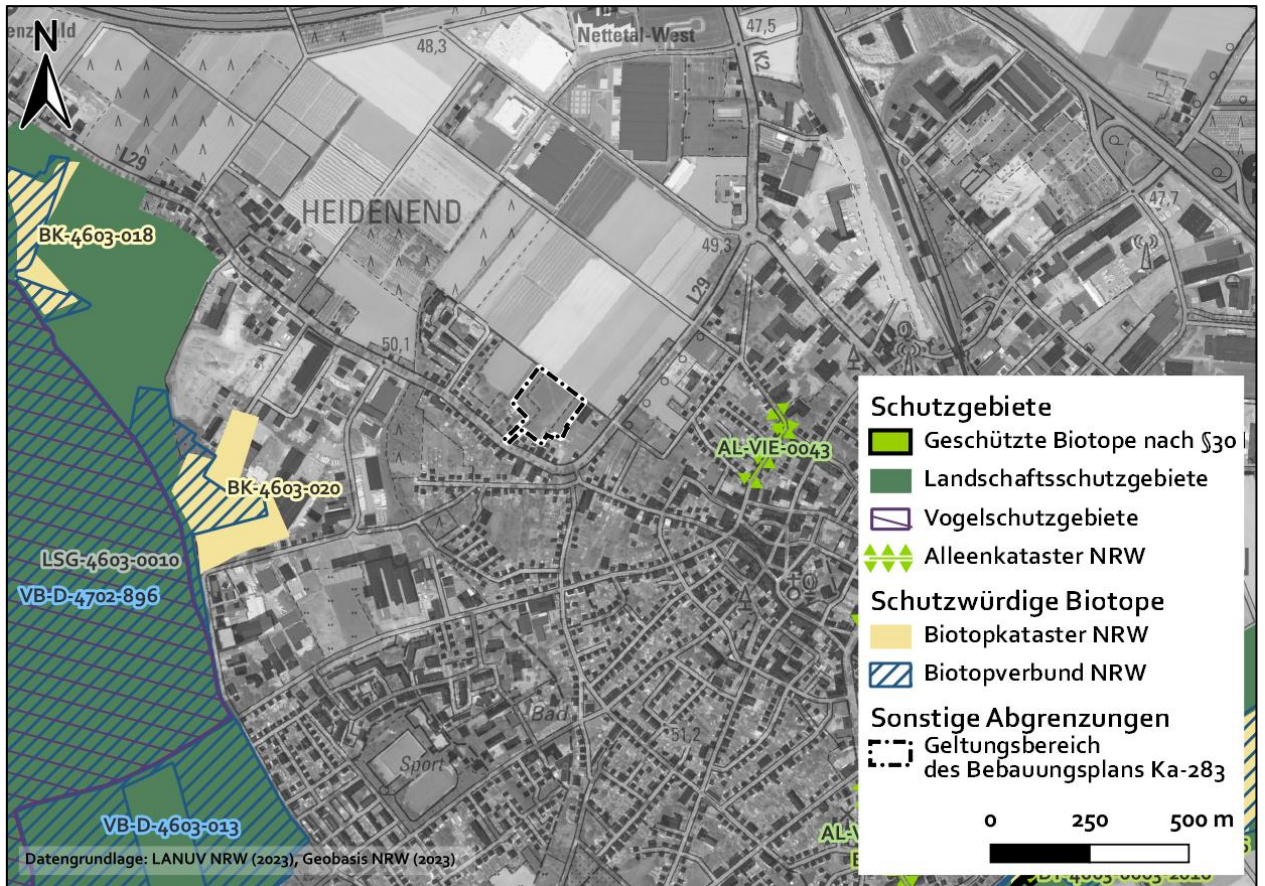 enz
ald
N
48,3
Nettetal-West
47,5
K2
L29
HEIDENEND
BK-4603-018
49,3
47,7
L29
50,1
AL-VIE-0043
BK-4603-020
LSG-4603-0010
VB-D-4702-896
Bad
51,2
Sport
VB-D-4603-013
Datengrundlage: LANUV NRW (2023), Geobasis NRW (2023)
Schutzgebiete
Geschützte Biotope nach §30
Landschaftsschutzgebiete
Vogelschutzgebiete
Alleenkataster NRW
Schutzwürdige Biotope
Biotopkataster NRW
Biotopverbund NRW
Sonstige Abgrenzungen
Geltungsbereich
des Bebauungsplans Ka-283
0 250 500 m